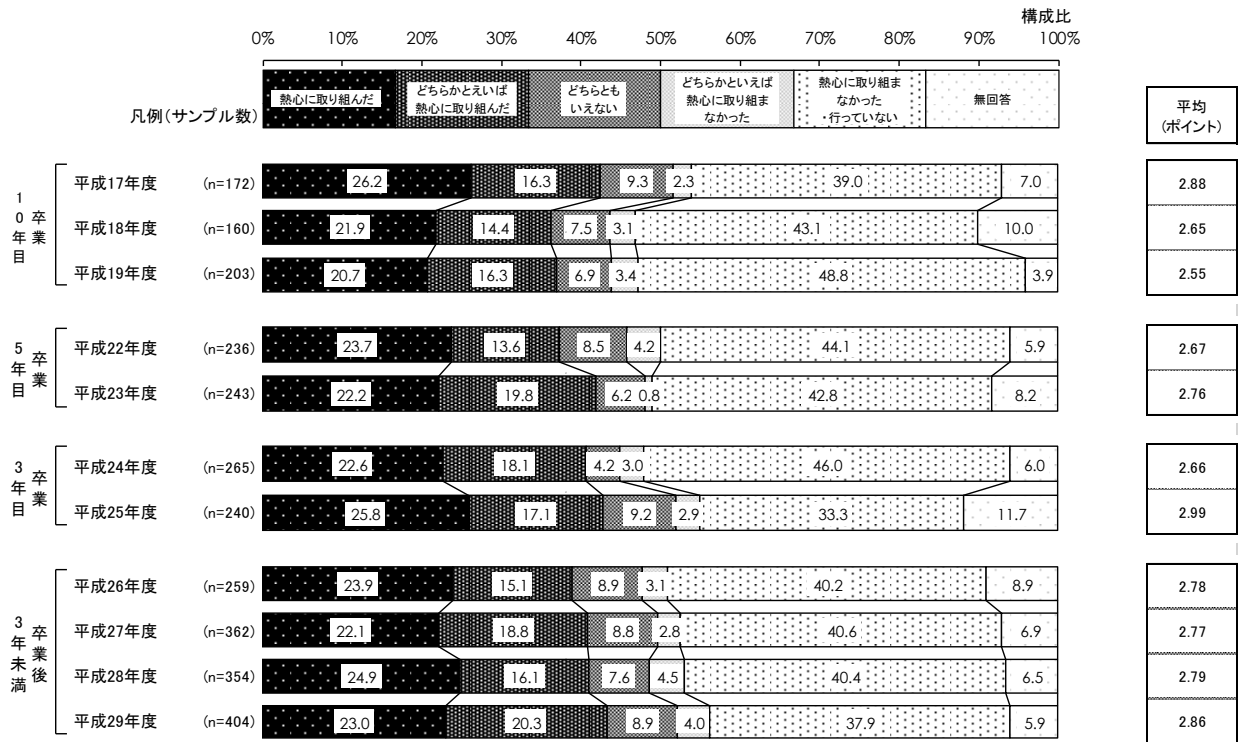 構成比
0% 10% 20% 30% 40% 50% 60% 70% 80% 90% 100%
凡例(サンプル数)
熱心に取り組んだ
どちらかとえいば
熱心に取り組んだ
どちらとも
いえない
どちらかといえば
熱心に取り組ま
なかった
熱心に取り組ま
なかった
・行っていない
無回答
平均
(ポイント)
卒業
10年目
平成17年度 (n=172) 26.2 16.3 9.3 2.3 39.0 7.0 2.88
平成18年度 (n=160) 21.9 14.4 7.5 3.1 43.1 10.0 2.65
平成19年度 (n=203) 20.7 16.3 6.9 3.4 48.8 3.9 2.55
卒業
5年目
平成22年度 (n=236) 23.7 13.6 8.5 4.2 44.1 5.9 2.67
平成23年度 (n=243) 22.2 19.8 6.2 0.8 42.8 8.2 2.76
卒業
3年目
平成24年度 (n=265) 22.6 18.1 4.2 3.0 46.0 6.0 2.66
平成25年度 (n=240) 25.8 17.1 9.2 2.9 33.3 11.7 2.99
卒業後
3年未満
平成26年度 (n=259) 23.9 15.1 8.9 3.1 40.2 8.9 2.78
平成27年度 (n=362) 22.1 18.8 8.8 2.8 40.6 6.9 2.77
平成28年度 (n=354) 24.9 16.1 7.6 4.5 40.4 6.5 2.79
平成29年度 (n=404) 23.0 20.3 8.9 4.0 37.9 5.9 2.86